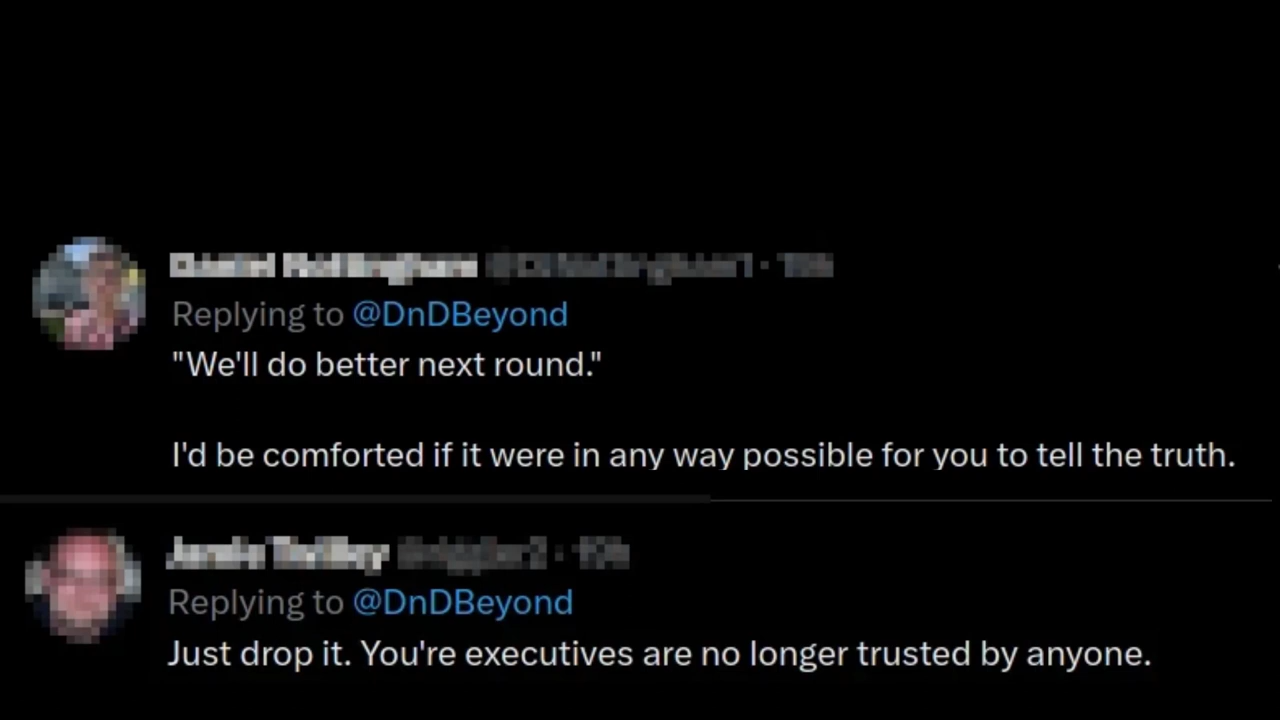 Replying to @DnDBeyond
"We'll do better next round."
I'd be comforted if it were in any way possible for you to tell the truth.
Replying to @DnDBeyond
Just drop it. You're executives are no longer trusted by anyone.